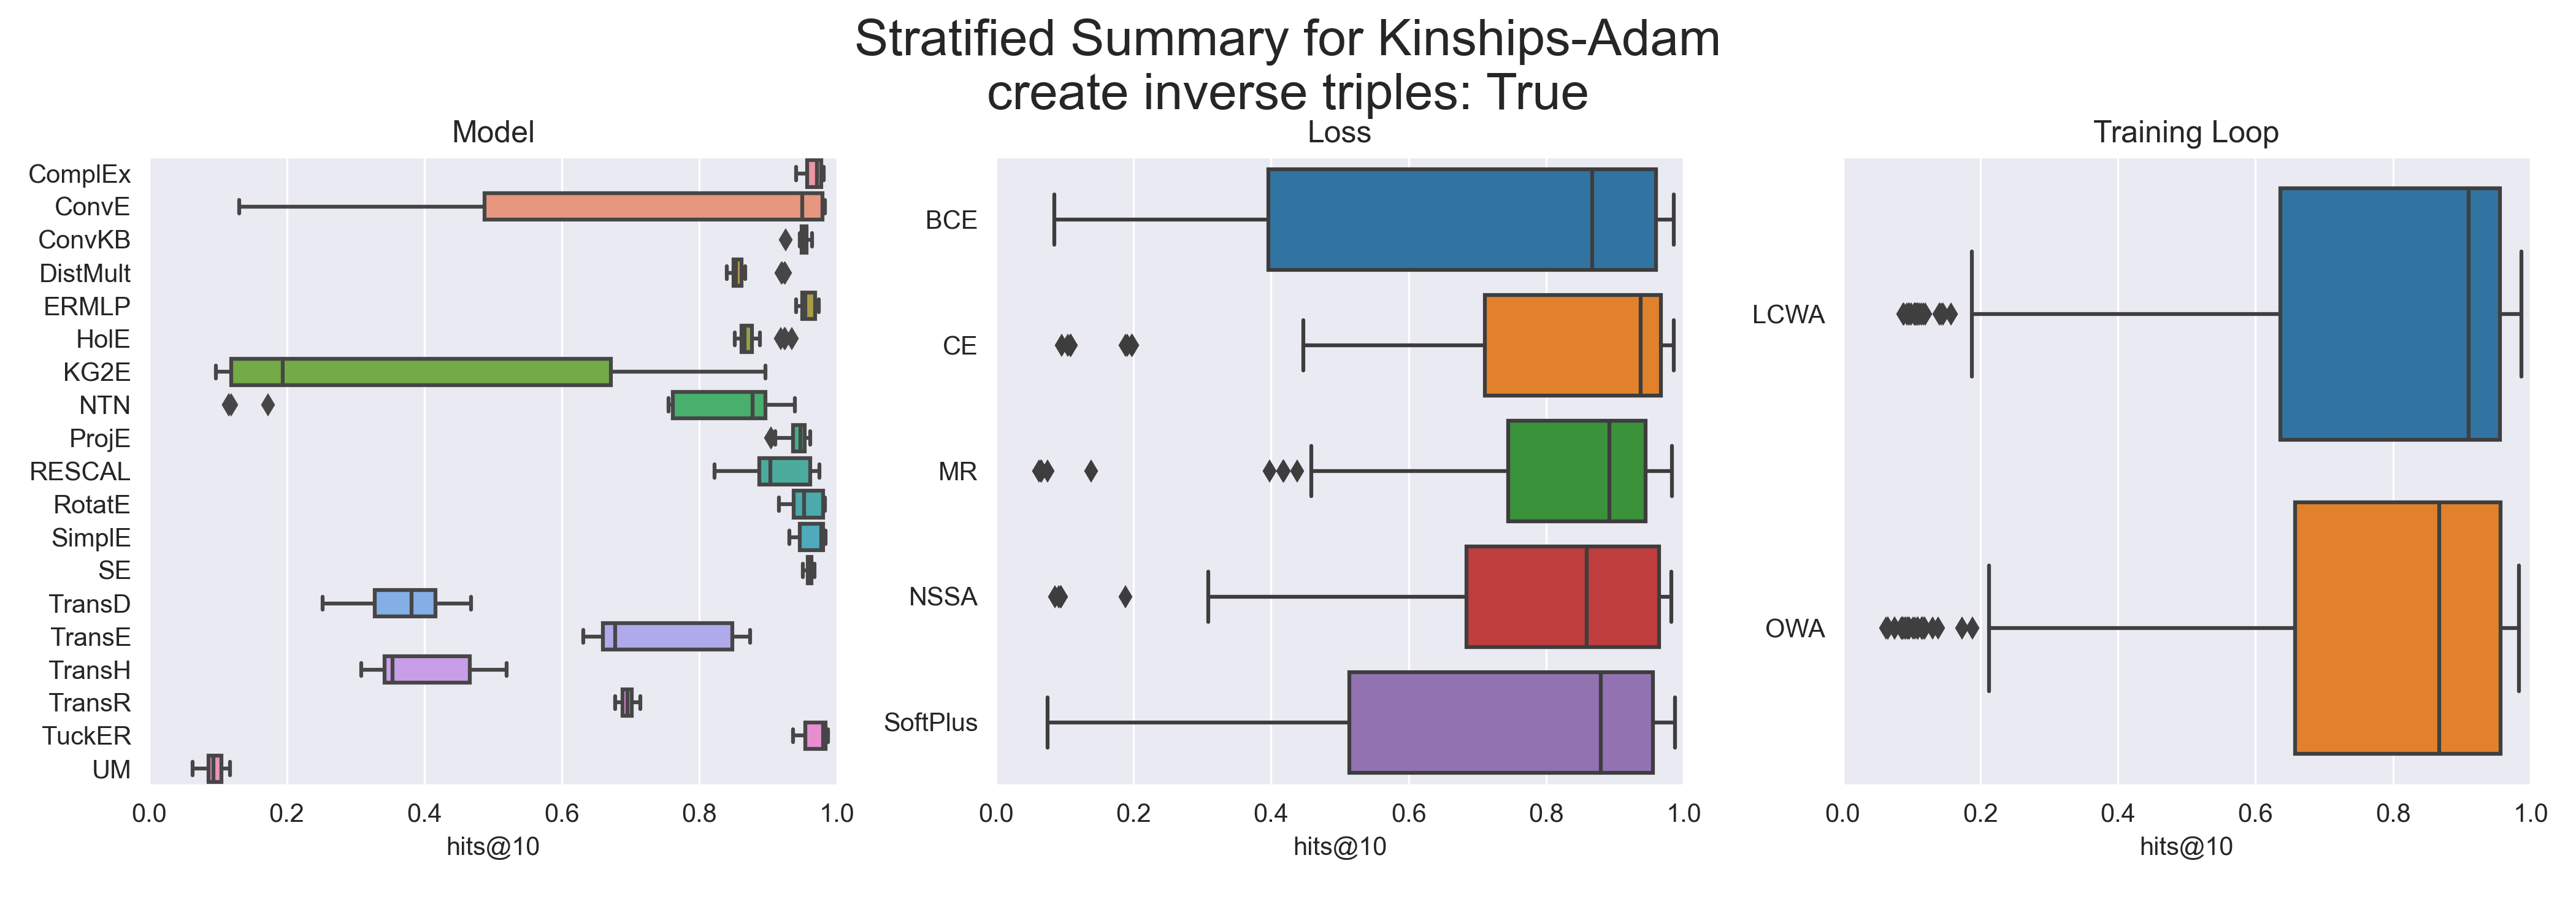 Stratified Summary for Kinships-Adam
create inverse triples: True
Model
ComplEx
ConvE
ConvKB
DistMult
ERMLP
HolE
KG2E
NTN
ProjE
RESCAL
RotatE
SimplE
SE
TransD
TransE
TransH
TransR
TuckER
UM
0.0 0.2 0.4 0.6 0.8 1.0
hits@10
Loss
BCE
CE
MR
NSSA
SoftPlus
0.0 0.2 0.4 0.6 0.8 1.0
hits@10
Training Loop
LCWA
OWA
0.0 0.2 0.4 0.6 0.8 1.0
hits@10